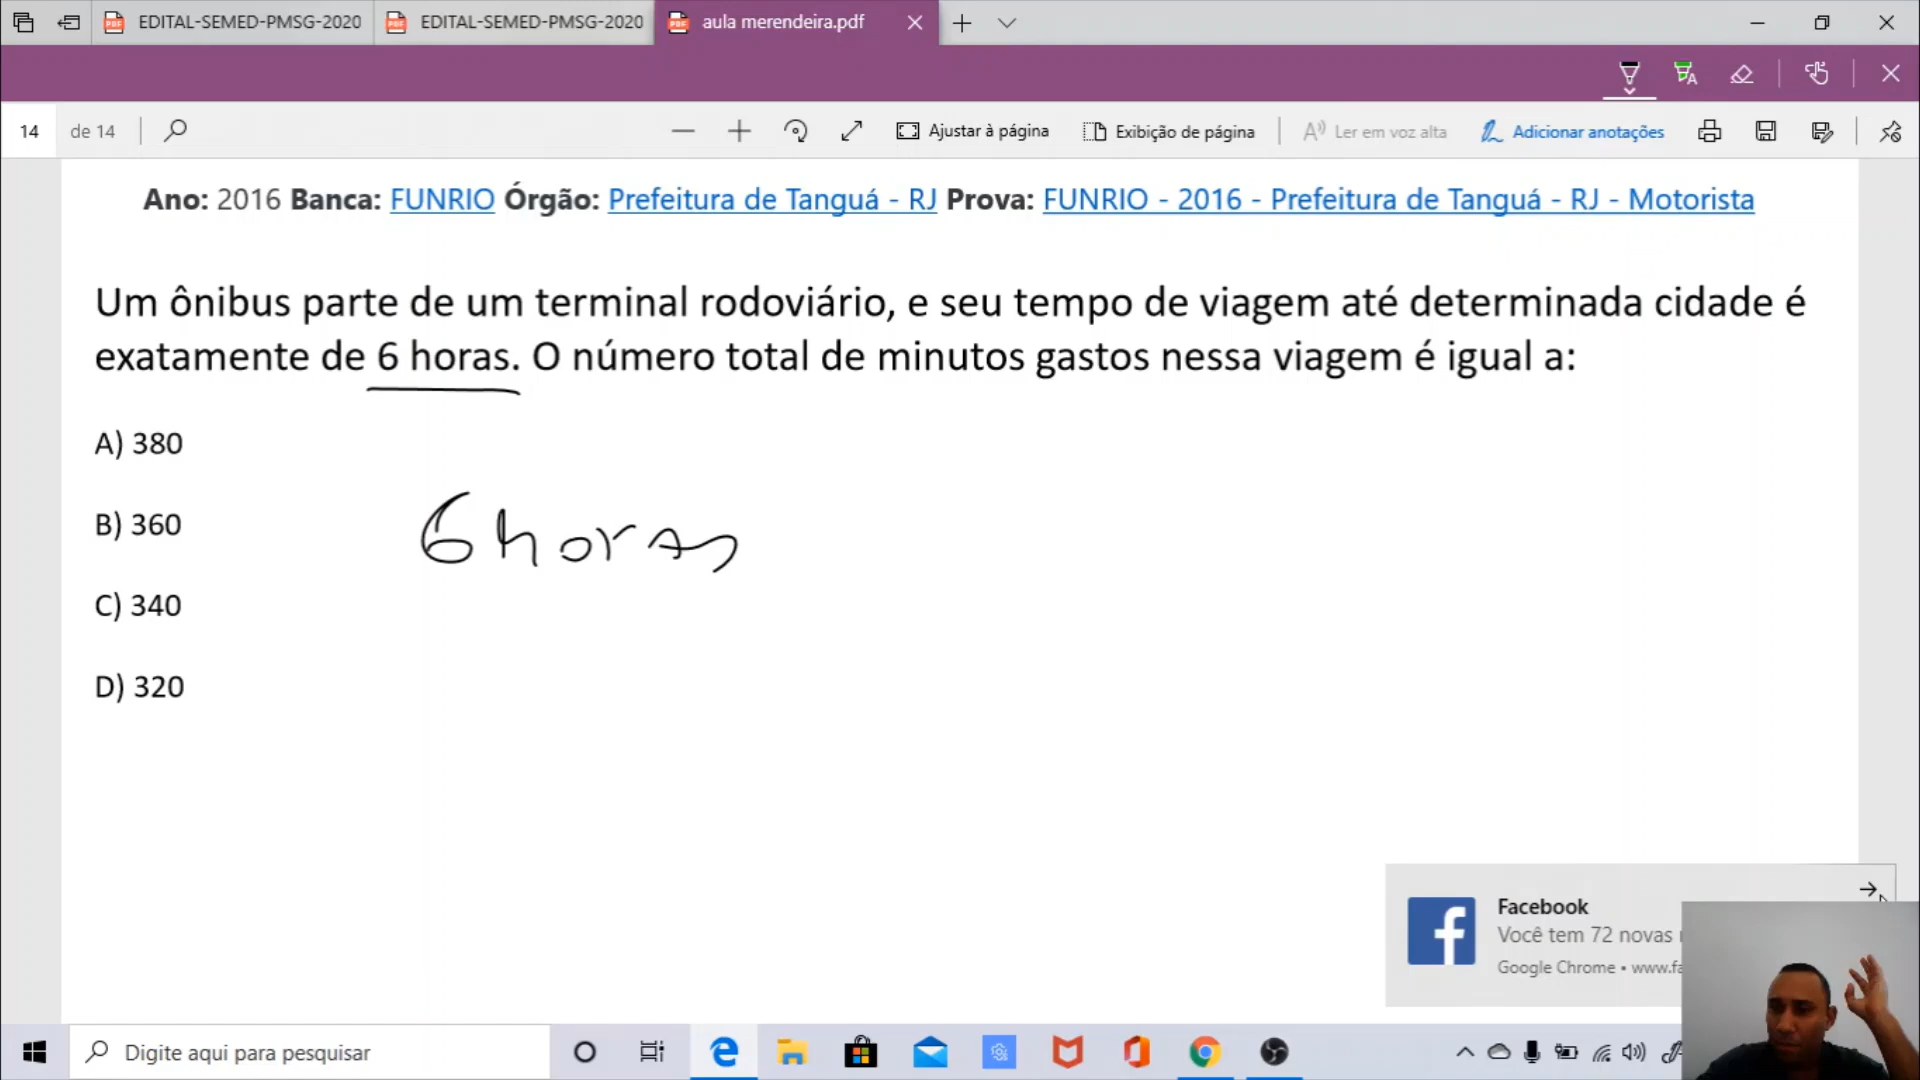 EDITAL-SEMED-PMSG-2020
EDITAL-SEMED-PMSG-2020
aula merendeira.pdf
14 de 14
Ajustar à página
Exibição de página
Ler em voz alta
Adicionar anotações
Ano: 2016 Banca: FUNRIO Órgão: Prefeitura de Tanguá - RJ Prova: FUNRIO - 2016 - Prefeitura de Tanguá - RJ - Motorista
Um ônibus parte de um terminal rodoviário, e seu tempo de viagem até determinada cidade é
exatamente de 6 horas. O número total de minutos gastos nessa viagem é igual a:
A) 380
B) 360
6 horas
C) 340
D) 320
Facebook
Você tem 72 novas
Google Chrome • www.fa
Digite aqui para pesquisar